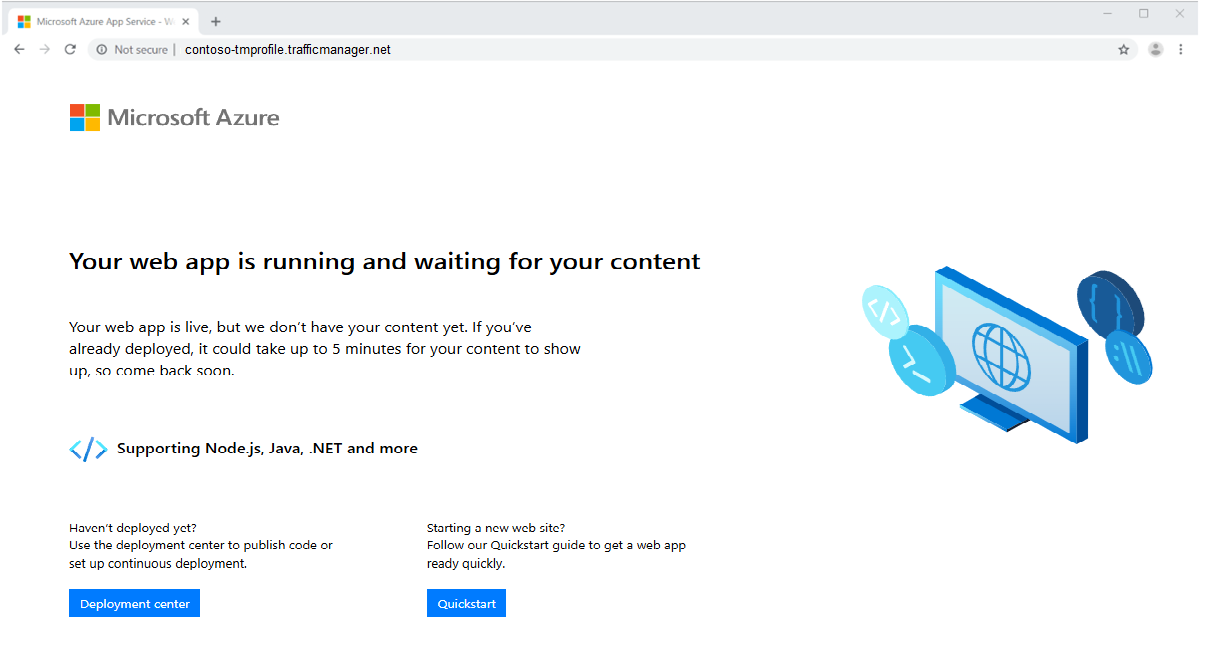 Microsoft Azure App Service - W
Not secure | contoso-tmprofile.trafficmanager.net
Microsoft Azure
Your web app is running and waiting for your content
Your web app is live, but we don't have your content yet. If you've
already deployed, it could take up to 5 minutes for your content to show
up, so come back soon.
</> Supporting Node.js, Java, .NET and more
Haven't deployed yet?
Use the deployment center to publish code or
set up continuous deployment.
Deployment center
Starting a new web site?
Follow our Quickstart guide to get a web app
ready quickly.
Quickstart